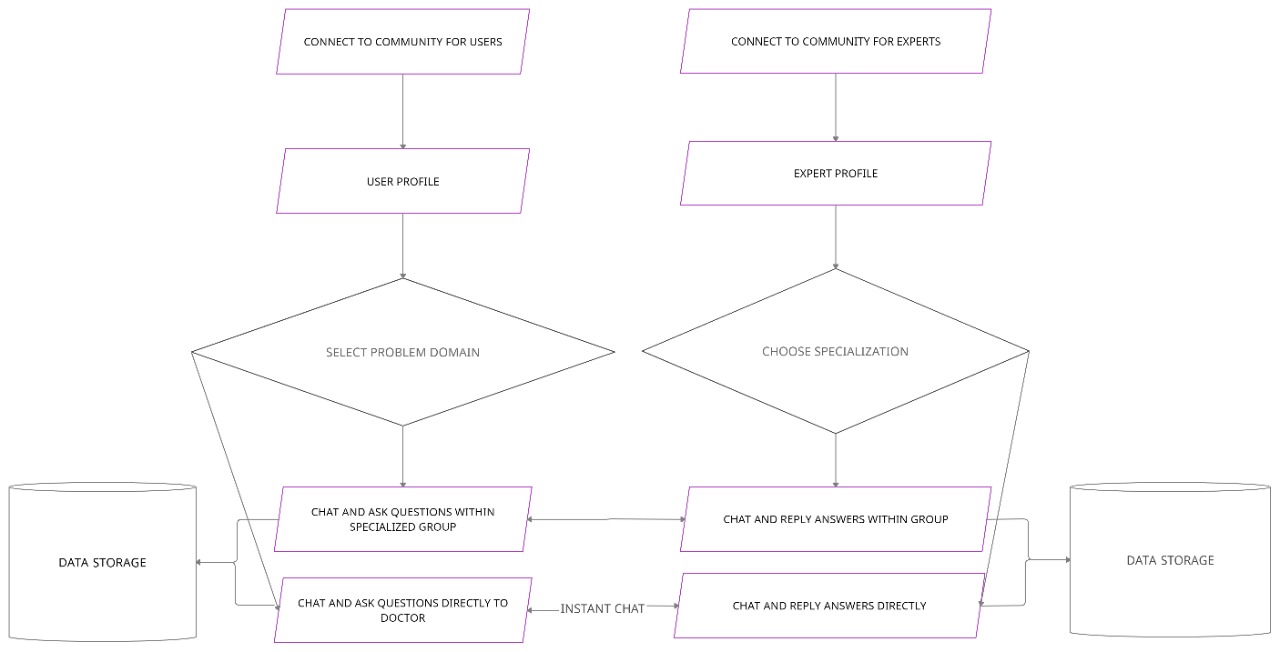 CONNECT TO COMMUNITY FOR USERS
CONNECT TO COMMUNITY FOR EXPERTS
USER PROFILE
EXPERT PROFILE
SELECT PROBLEM DOMAIN
CHOOSE SPECIALIZATION
CHAT AND ASK QUESTIONS WITHIN
SPECIALIZED GROUP
CHAT AND REPLY ANSWERS WITHIN GROUP
DATA STORAGE
DATA STORAGE
CHAT AND ASK QUESTIONS DIRECTLY TO
DOCTOR
INSTANT CHAT
CHAT AND REPLY ANSWERS DIRECTLY